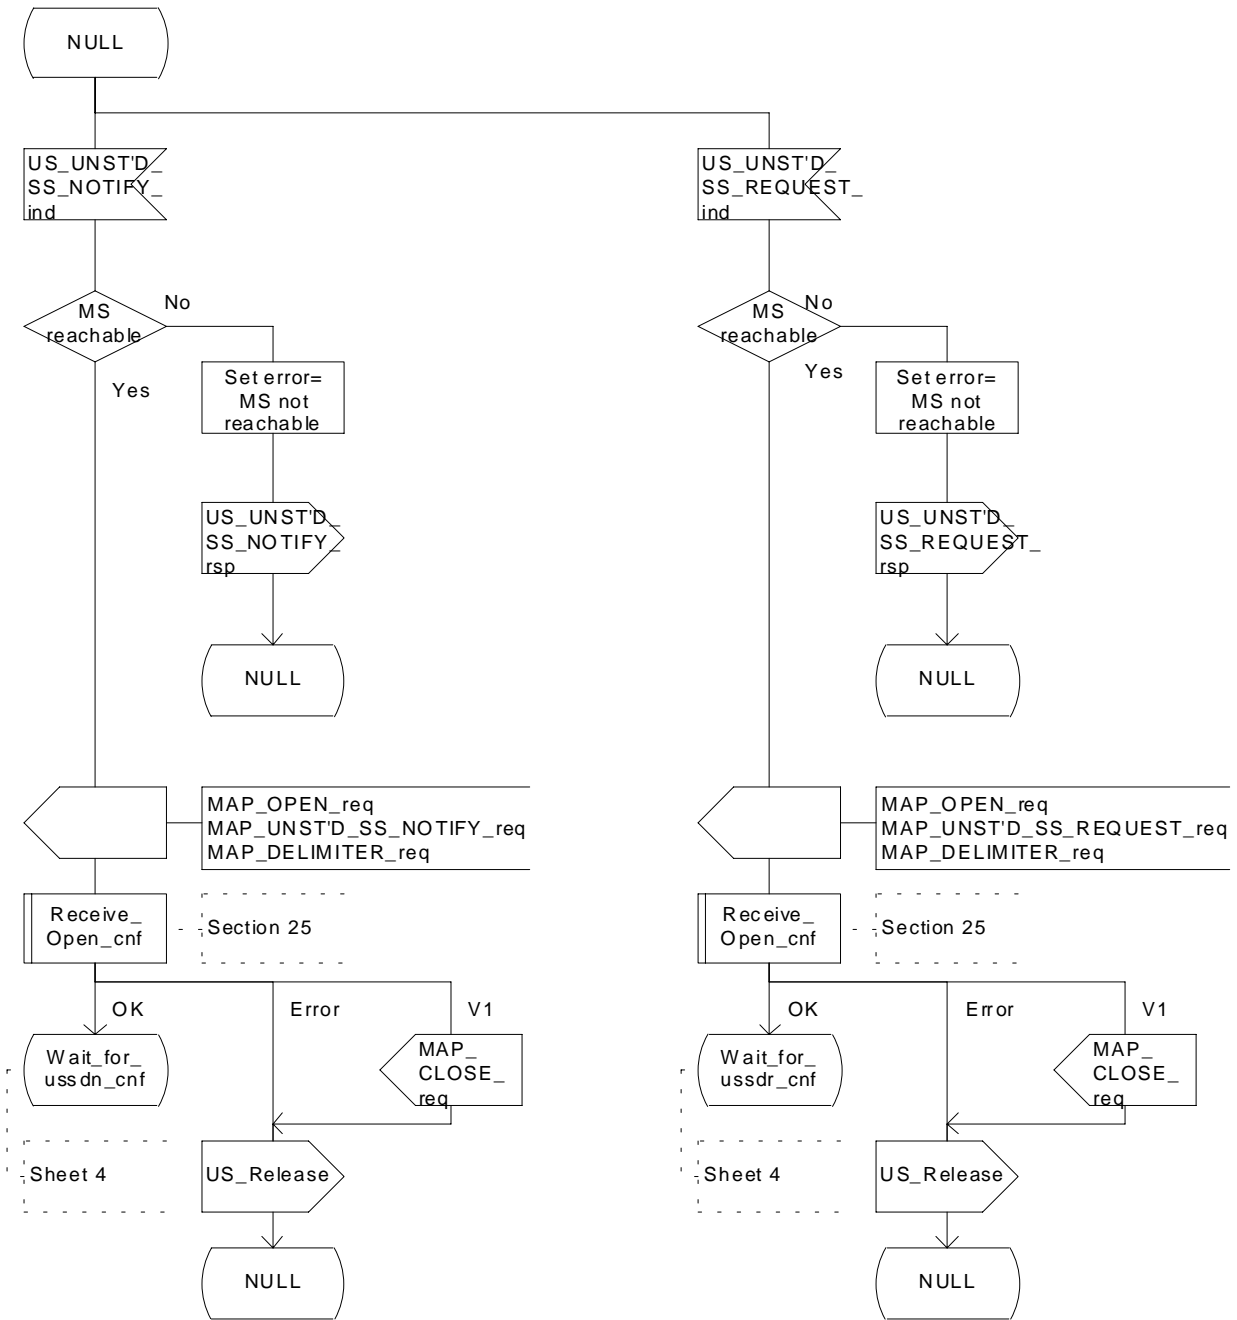 NULL
US_UNST'D_
SS_NOTIFY_
ind
MS
reachable
No
Yes
Set error=
MS not
reachable
US_UNST'D_
SS_NOTIFY_
rsp
NULL
MAP_OPEN_req
MAP_UNST'D_SS_NOTIFY_req
MAP_DELIMITER_req
Receive_
Open_cnf
Section 25
OK
Error
V1
Wait_for_
ussdn_cnf
MAP_
CLOSE_
req
Sheet 4
US_Release
NULL
US_UNST'D_
SS_REQUEST_
ind
MS
reachable
No
Yes
Set error=
MS not
reachable
US_UNST'D_
SS_REQUEST_
rsp
NULL
MAP_OPEN_req
MAP_UNST'D_SS_REQUEST_req
MAP_DELIMITER_req
Receive_
Open_cnf
Section 25
OK
Error
V1
Wait_for_
ussdr_cnf
MAP_
CLOSE_
req
Sheet 4
US_Release
NULL